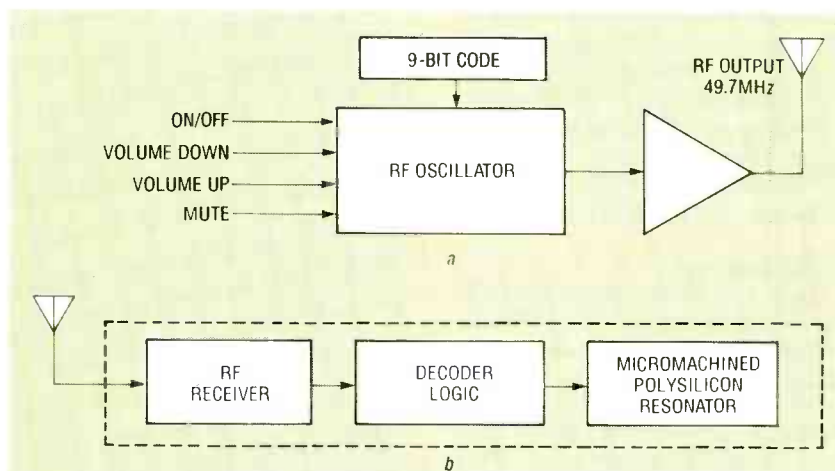 9-BIT CODE
RF OUTPUT
49.7MHz
ON/OFF
VOLUME DOWN
VOLUME UP
MUTE
RF OSCILLATOR
a
RF
RECEIVER
DECODER
LOGIC
MICROMACHINED
POLYSILICON
RESONATOR
b